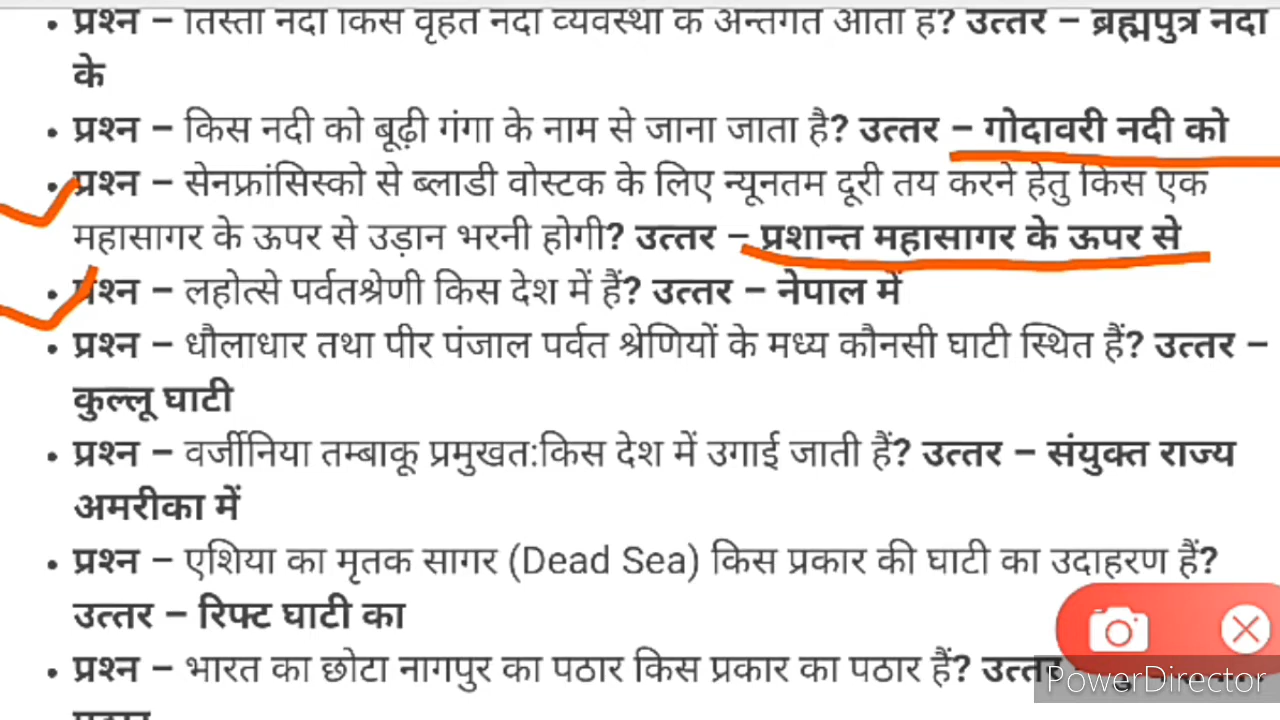 • प्रश्न – तिस्ता नदी किस वृहत नदी व्यवस्था के अन्तर्गत आता है? उत्तर – ब्रह्मपुत्र नदी
के
• प्रश्न – किस नदी को बूढ़ी गंगा के नाम से जाना जाता है? उत्तर – गोदावरी नदी को
• प्रश्न – सेनफ्रांसिस्को से ब्लाडी वोस्टक के लिए न्यूनतम दूरी तय करने हेतु किस एक
महासागर के ऊपर से उड़ान भरनी होगी? उत्तर – प्रशान्त महासागर के ऊपर से
• प्रश्न – लहोत्से पर्वतश्रेणी किस देश में हैं? उत्तर – नेपाल में
• प्रश्न – धौलाधार तथा पीर पंजाल पर्वत श्रेणियों के मध्य कौनसी घाटी स्थित हैं? उत्तर –
कुल्लू घाटी
• प्रश्न – वर्जीनिया तम्बाकू प्रमुखत:किस देश में उगाई जाती हैं? उत्तर – संयुक्त राज्य
अमरीका में
• प्रश्न – एशिया का मृतक सागर (Dead Sea) किस प्रकार की घाटी का उदाहरण हैं?
उत्तर – रिफ्ट घाटी का
• प्रश्न – भारत का छोटा नागपुर का पठार किस प्रकार का पठार हैं? उत्तर
PowerDirector